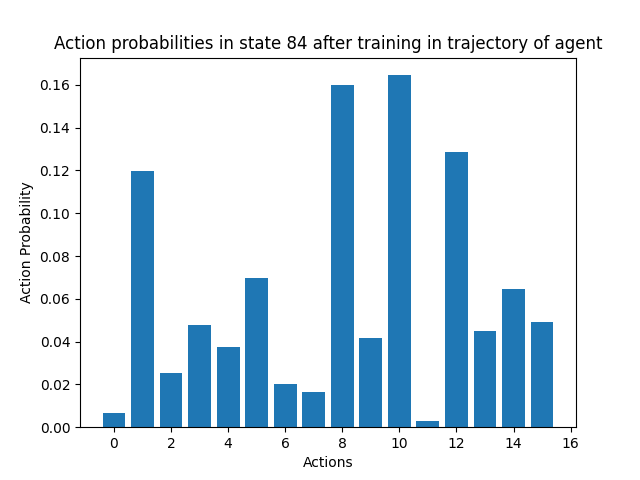 Action probabilities in state 84 after training in trajectory of agent
0.16
0.14
0.12
0.10
0.08
0.06
0.04
0.02
0.00
Action Probability
0 2 4 6 8 10 12 14 16
Actions